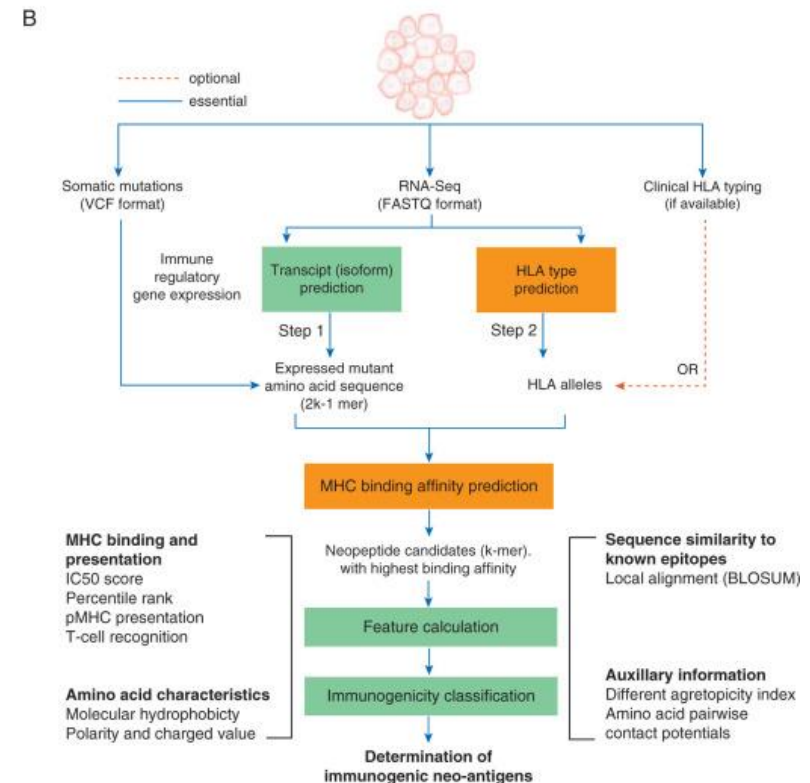 B
optional
essential
Somatic mutations
(VCF format)
RNA-Seq
(FASTQ format)
Clinical HLA typing
(if available)
Immune
regulatory
gene expression
Transcipt (isoform)
prediction
HLA type
prediction
Step 1
Step 2
Expressed mutant
amino acid sequence
(2k-1 mer)
HLA alleles
OR
MHC binding affinity prediction
MHC binding and
presentation
IC50 score
Percentile rank
pMHC presentation
T-cell recognition
Amino acid characteristics
Molecular hydrophobicty
Polarity and charged value
Neopeptide candidates (k-mer).
with highest binding affinity
Feature calculation
Immunogenicity classification
Determination of
immunogenic neo-antigens
Sequence similarity to
known epitopes
Local alignment (BLOSUM)
Auxillary information
Different agretopicity index
Amino acid pairwise
contact potentials